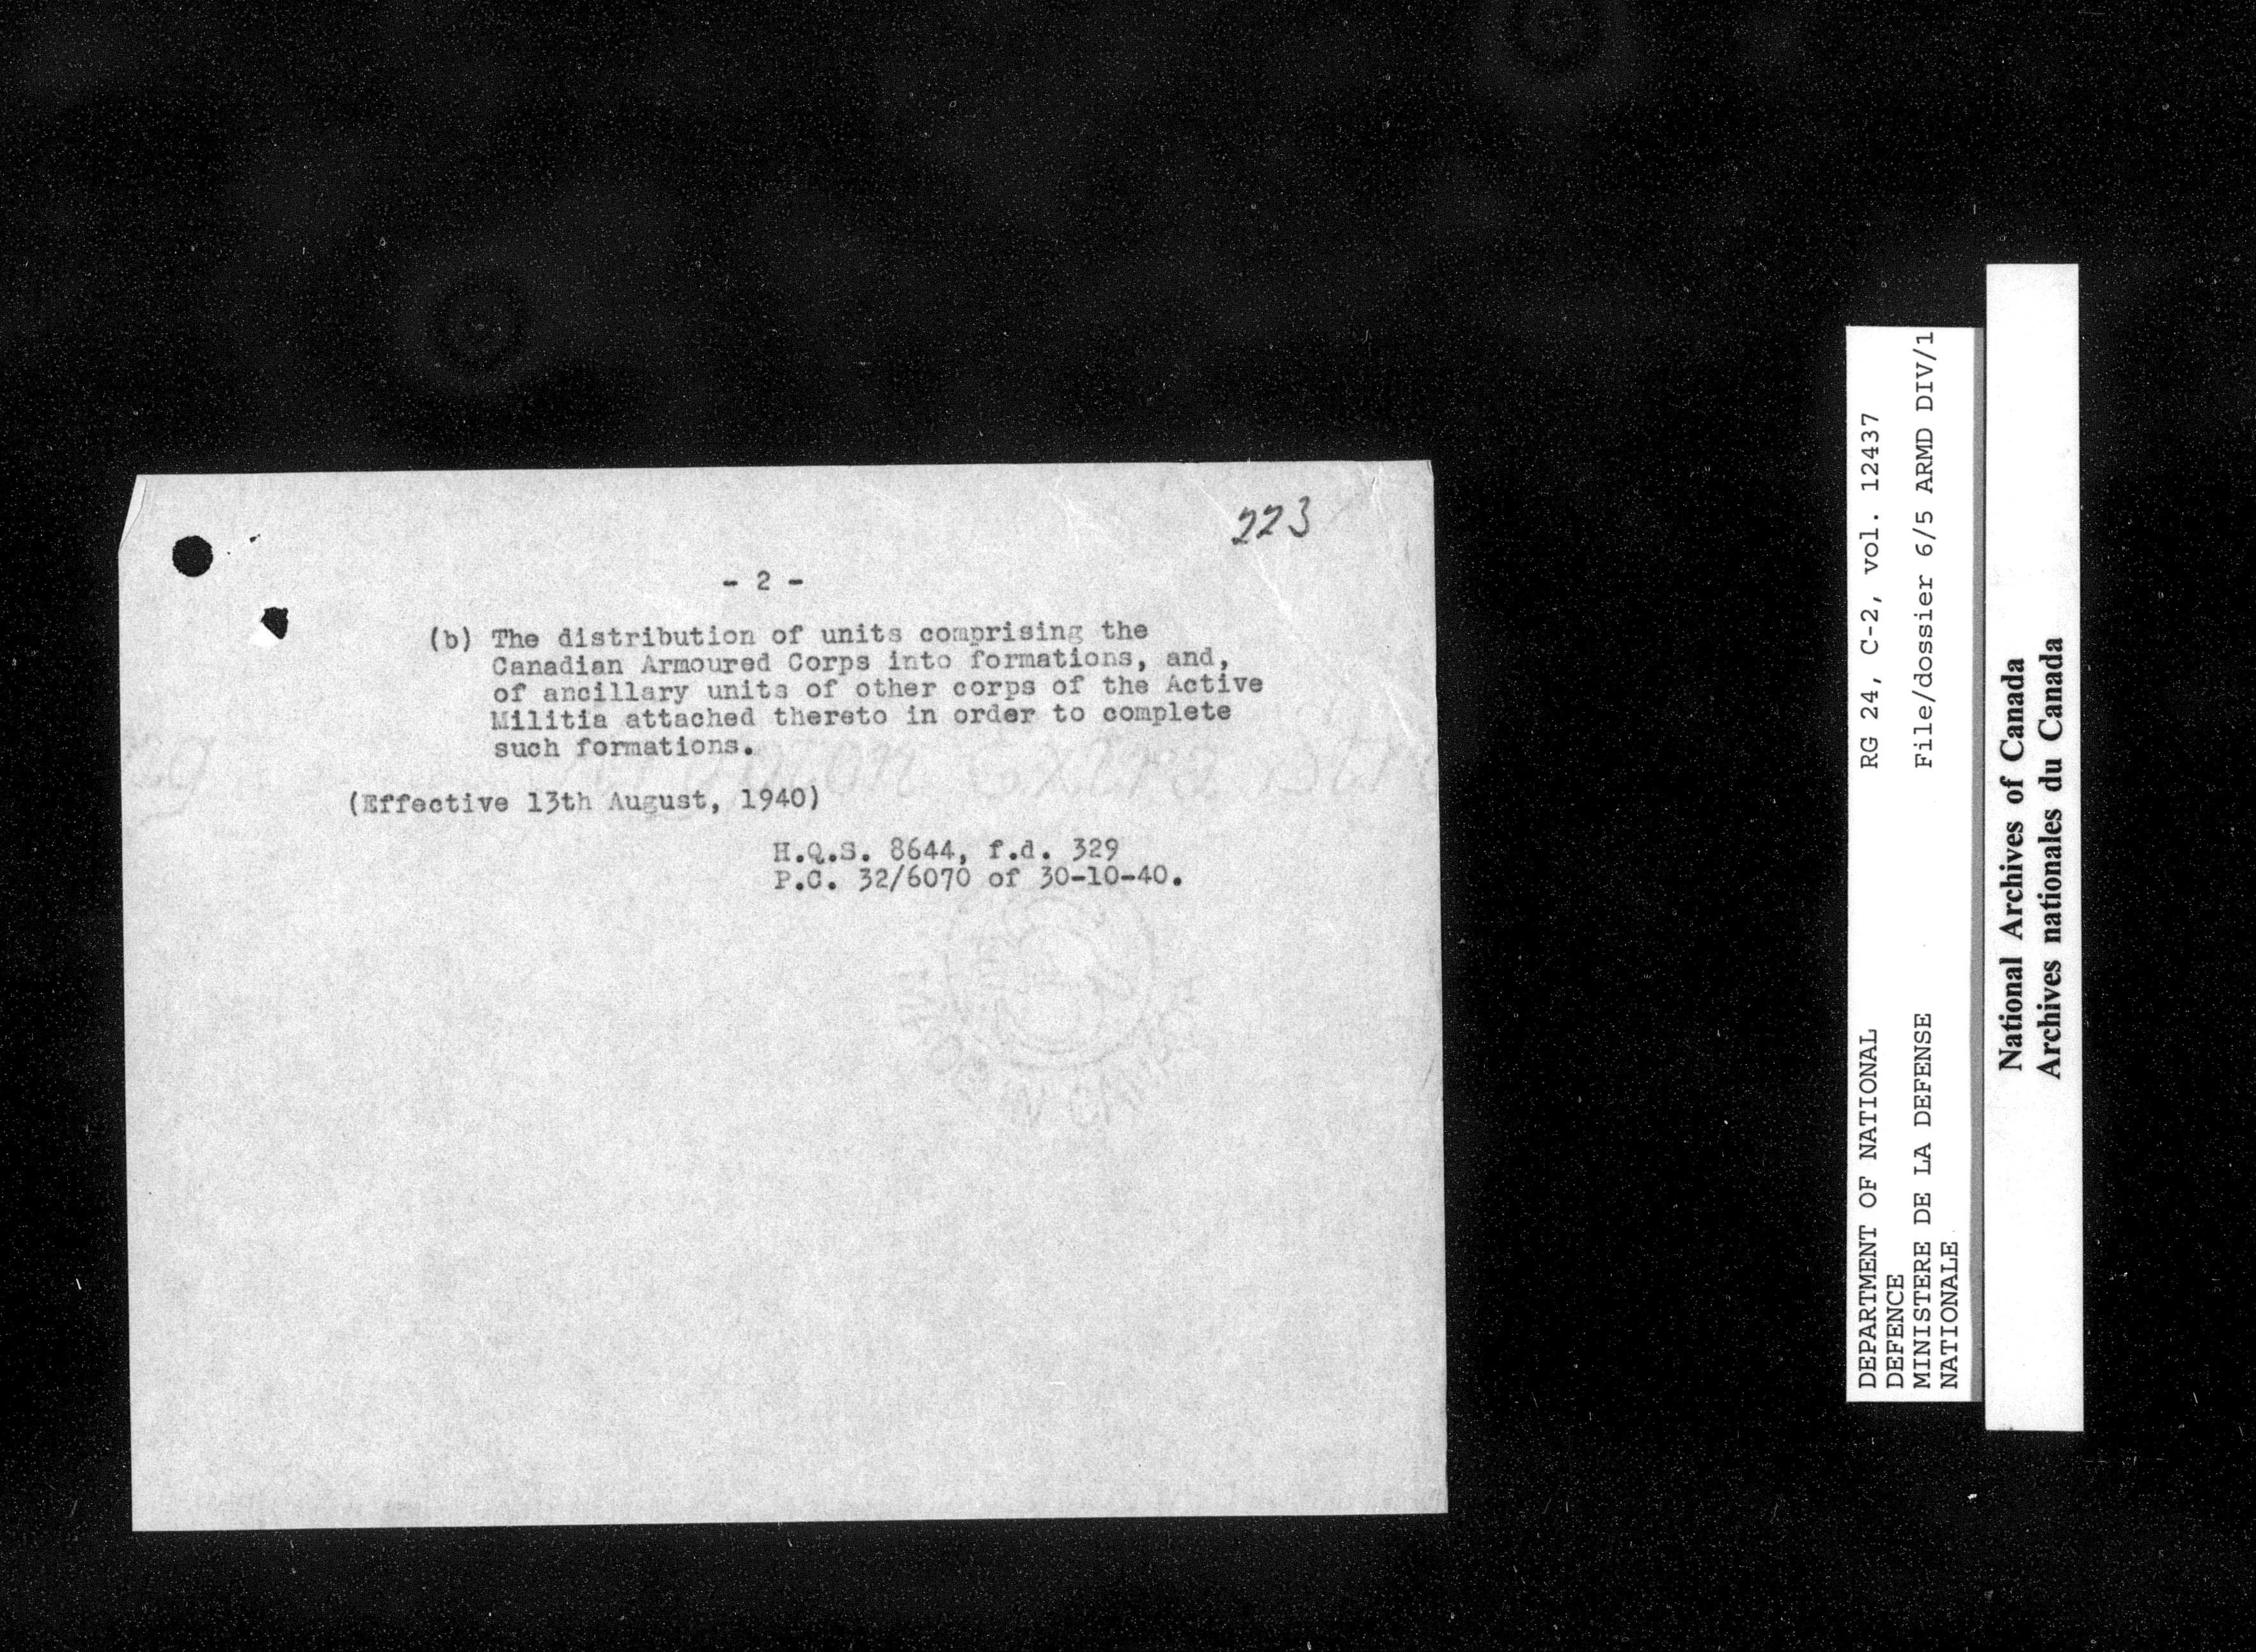 223
- 2 -
(b) The distribution of units comprising the
Canadian Armoured Corps into formations, and,
of ancillary units of other corps of the Active
Militia attached thereto in order to complete
such formations.
(Effective 13th August, 1940)
H.Q.S. 8644, f.d. 329
P.C. 32/6070 of 30-10-40.
DEPARTMENT OF NATIONAL
DEFENCE
MINISTERE DE LA DEFENSE
NATIONALE
RG 24, C-2, vol. 12437
File/dossier 6/5 ARMD DIV/1
National Archives of Canada
Archives nationales du Canada